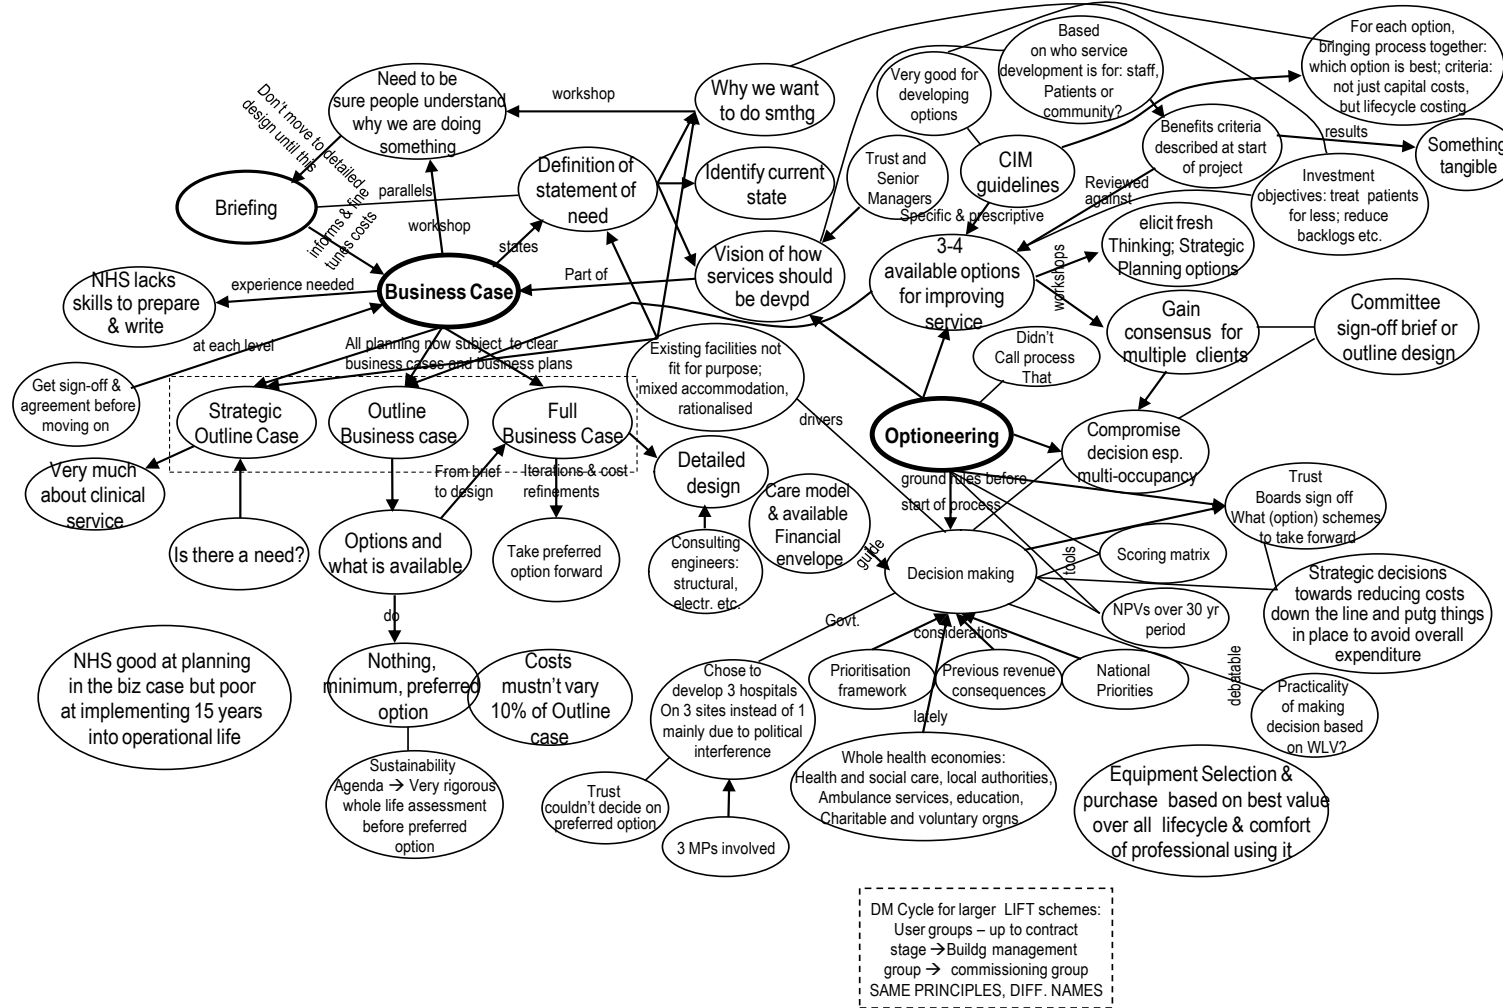 Need to be
sure people understand
why we are doing
something
Don't move to detailed
design until this
workshop
Why we want
to do smthg
Very good for
developing
options
Based
on who service
development is for: staff,
Patients or
community?
For each option,
bringing process together:
which option is best; criteria:
not just capital costs,
but lifecycle costing
Benefits criteria
described at start
of project
results
Something
tangible
Briefing
parallels
Definition of
statement of
need
Identify current
state
Trust and
Senior
Managers
CIM
guidelines
Reviewed
against
Investment
objectives: treat patients
for less; reduce
backlogs etc.
informs & fine
tunes costs
workshop
states
Specific & prescriptive
elicit fresh
Thinking; Strategic
Planning options
NHS lacks
skills to prepare
& write
experience needed
Business Case
Part of
Vision of how
services should
be devpd
3-4
available options
for improving
service
workshops
Gain
consensus for
multiple clients
Committee
sign-off brief or
outline design
at each level
All planning now subject to clear
business cases and business plans
Existing facilities not
fit for purpose;
mixed accommodation,
rationalised
Didn't
Call process
That
Get sign-off &
agreement before
moving on
Strategic
Outline Case
Outline
Business case
Full
Business Case
drivers
Optioneering
Compromise
decision esp.
multi-occupancy
Very much
about clinical
service
From brief
to design
Iterations & cost
refinements
Detailed
design
Care model
& available
Financial
envelope
ground rules before
start of process
Trust
Boards sign off
What (option) schemes
to take forward
Is there a need?
Options and
what is available
Take preferred
option forward
Consulting
engineers:
structural,
electr. etc.
guide
Decision making
tools
Scoring matrix
NPVs over 30 yr
period
Strategic decisions
towards reducing costs
down the line and putg things
in place to avoid overall
expenditure
do
Govt.
considerations
NHS good at planning
in the biz case but poor
at implementing 15 years
into operational life
Nothing,
minimum, preferred
option
Costs
mustn't vary
10% of Outline
case
Chose to
develop 3 hospitals
On 3 sites instead of 1
mainly due to political
interference
Prioritisation
framework
Previous revenue
consequences
National
Priorities
debatable
Practicality
of making
decision based
on WLV?
lately
Sustainability
Agenda → Very rigorous
whole life assessment
before preferred
option
Trust
couldn't decide on
preferred option
3 MPs involved
Whole health economies:
Health and social care, local authorities,
Ambulance services, education,
Charitable and voluntary orgns
Equipment Selection &
purchase based on best value
over all lifecycle & comfort
of professional using it
DM Cycle for larger LIFT schemes:
User groups – up to contract
stage →Buildg management
group → commissioning group
SAME PRINCIPLES, DIFF. NAMES